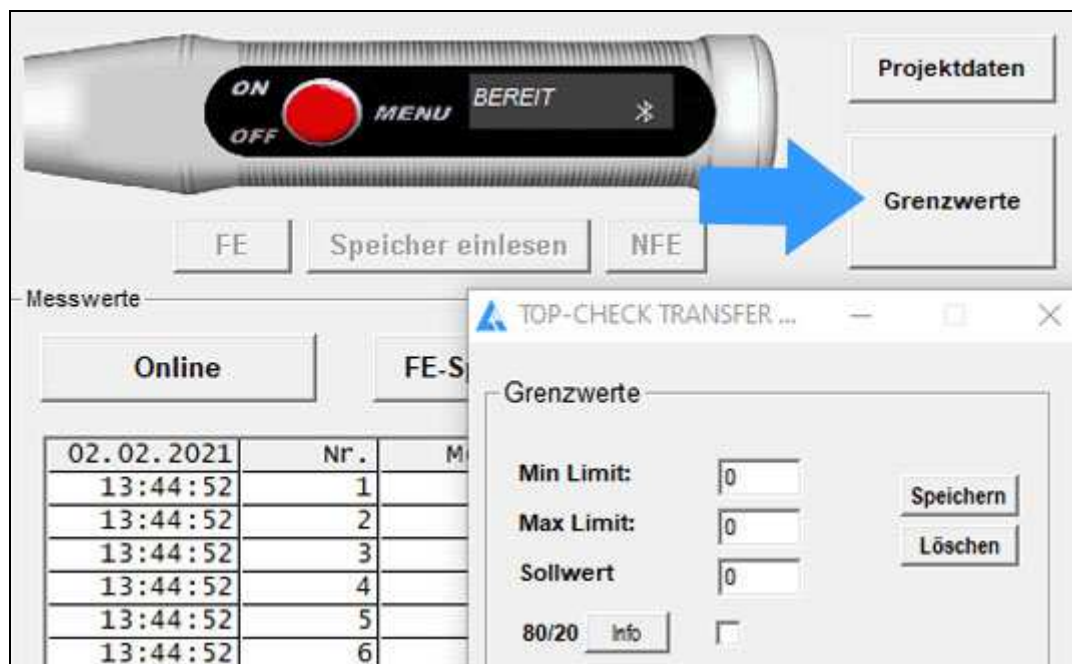 ON
OFF
MENU
BEREIT
Projektdaten
Grenzwerte
FE
Speicher einlesen
NFE
Messwerte
Online
FE-S
TOP-CHECK TRANSFER ...
Grenzwerte
Min Limit: 0
Max Limit: 0
Sollwert 0
80/20 Info
Speichern
Löschen
02.02.2021 Nr. M
13:44:52 1
13:44:52 2
13:44:52 3
13:44:52 4
13:44:52 5
13:44:52 6